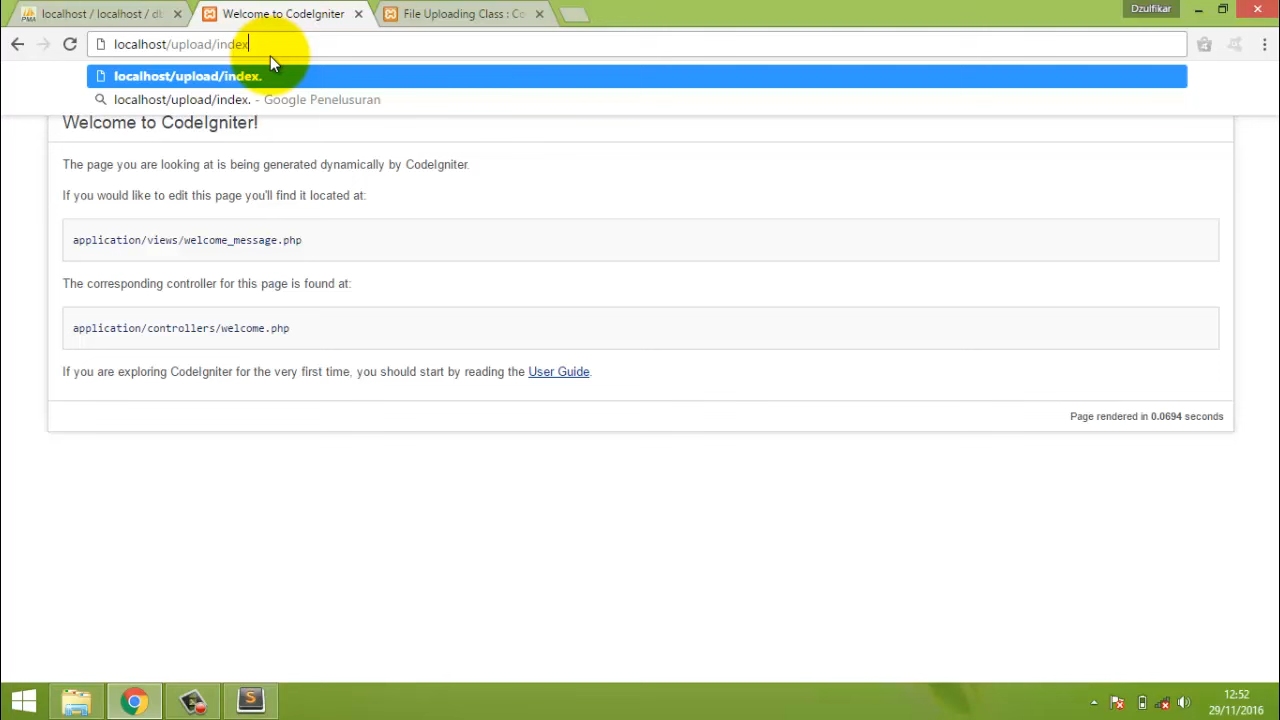 localhost / localhost / db
Welcome to CodeIgniter
File Uploading Class : Co
Dzulfikar
localhost/upload/index
localhost/upload/index.
localhost/upload/index. - Google Penelusuran
Welcome to CodeIgniter!
The page you are looking at is being generated dynamically by CodeIgniter.
If you would like to edit this page you'll find it located at:
application/views/welcome_message.php
The corresponding controller for this page is found at:
application/controllers/welcome.php
If you are exploring CodeIgniter for the very first time, you should start by reading the User Guide.
Page rendered in 0.0694 seconds
12:52
29/11/2016